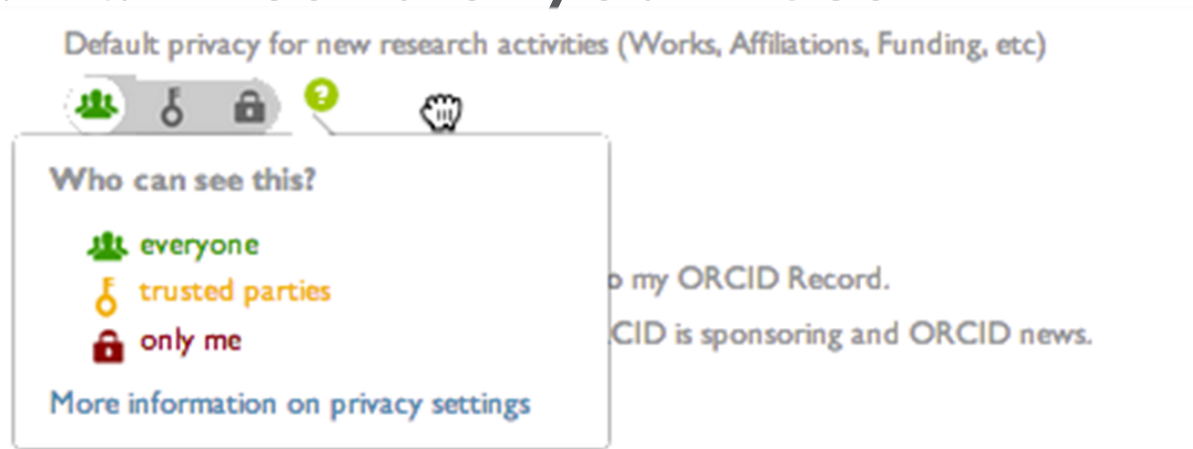 Default privacy for new research activities (Works, Affiliations, Funding, etc)
?
Who can see this?
everyone
trusted parties
only me
More information on privacy settings
my ORCID Record.
is sponsoring and ORCID news.